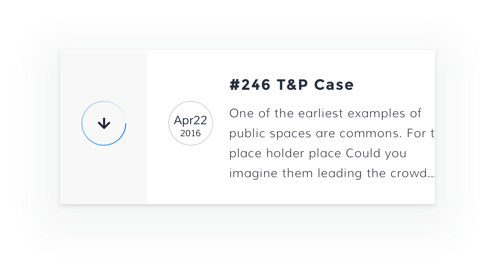 #246 T&P Case
Apr22
2016
One of the earliest examples of
public spaces are commons. For t
place holder place Could you
imagine them leading the crowd...